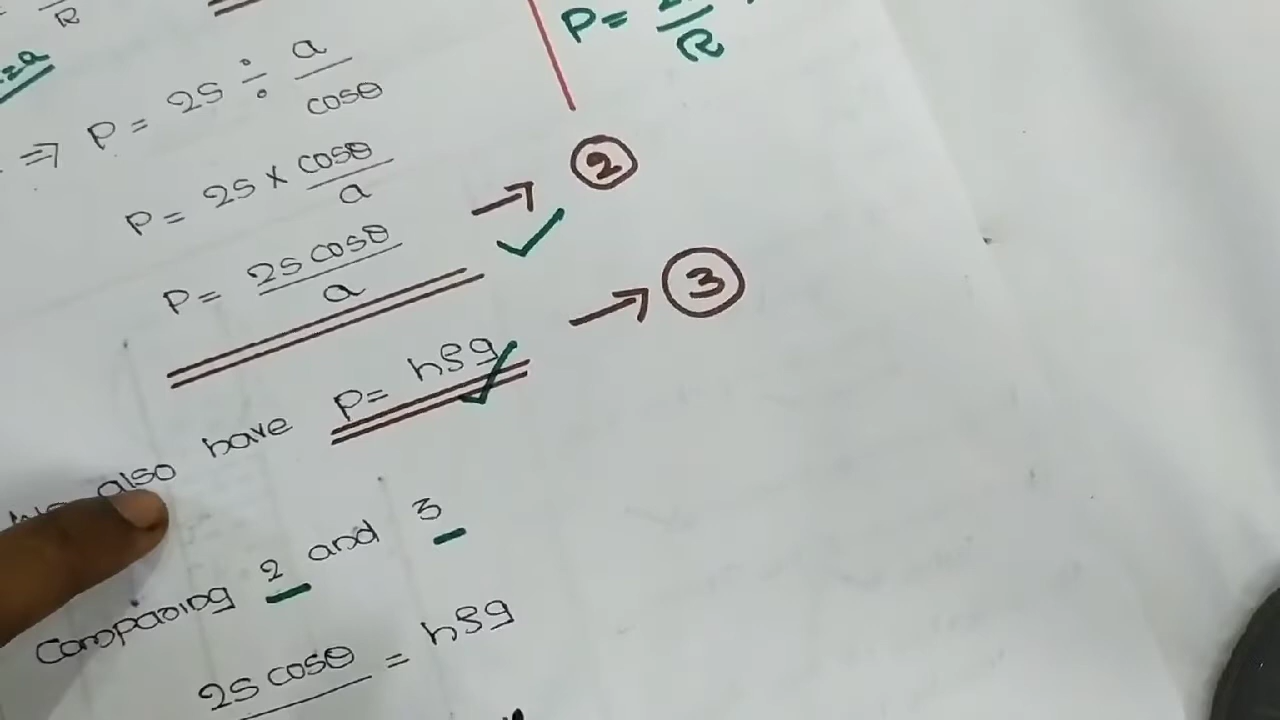 R
P = 2S/R
=> P = 2S ÷ a/cosθ
P = 2S × cosθ/a → 2
P = 2S cosθ/a
also have P = hSg → 3
Comparing 2 and 3
2S cosθ = hSg